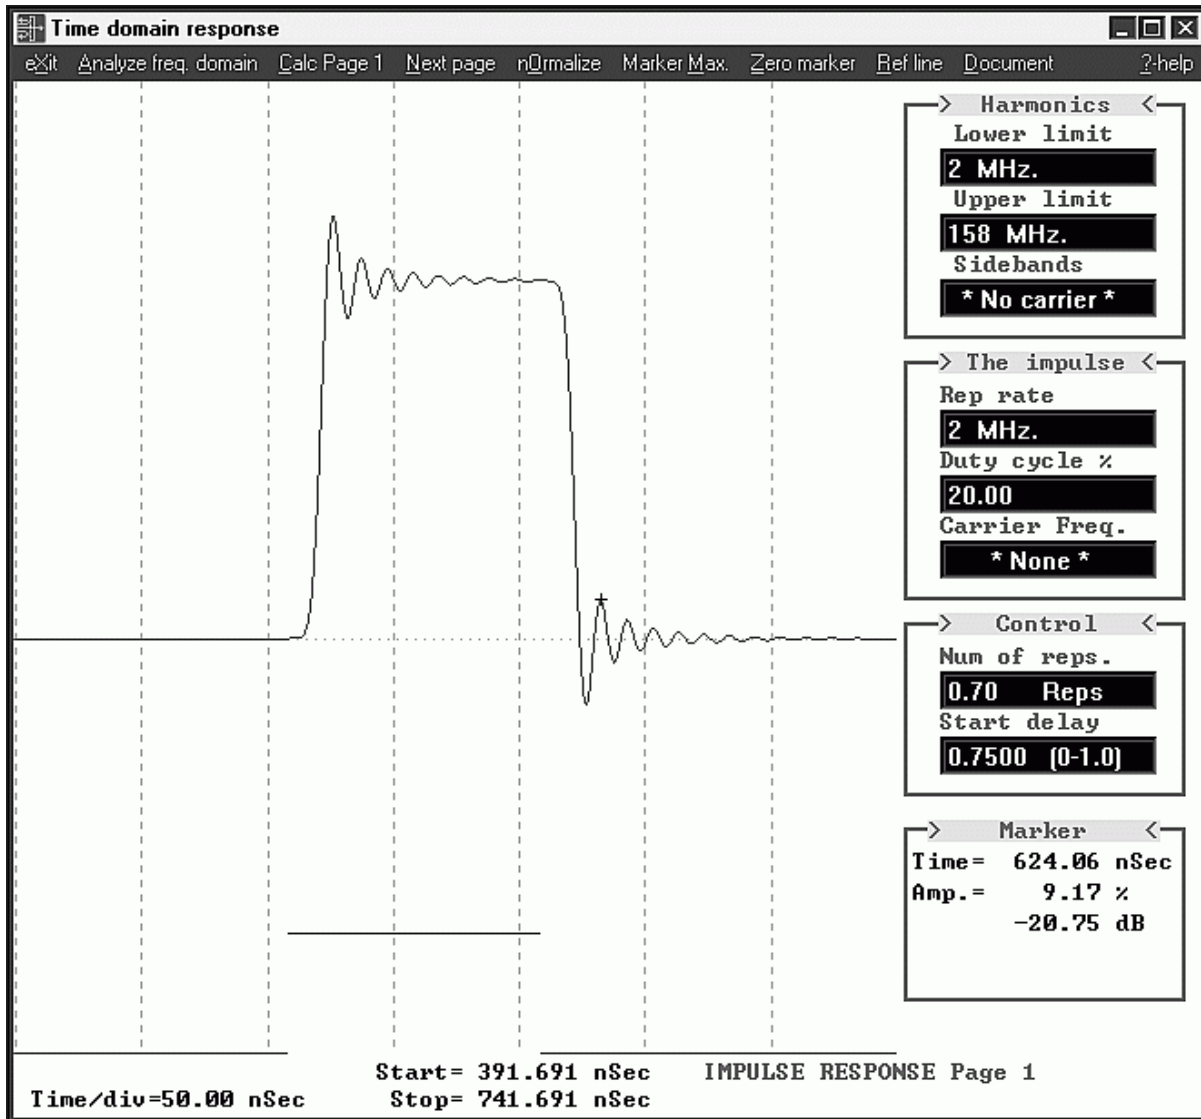 Time domain response
eXit Analyze freq. domain Calc Page 1 Next page nOrmalize Marker Max. Zero marker Ref line Document ?-help
> Harmonics <
Lower limit
2 MHz.
Upper limit
158 MHz.
Sidebands
* No carrier *
> The impulse <
Rep rate
2 MHz.
Duty cycle %
20.00
Carrier Freq.
* None *
> Control <
Num of reps.
0.70 Reps
Start delay
0.7500 (0-1.0)
> Marker <
Time= 624.06 nSec
Amp.= 9.17 %
-20.75 dB
Start= 391.691 nSec IMPULSE RESPONSE Page 1
Time/div=50.00 nSec Stop= 741.691 nSec